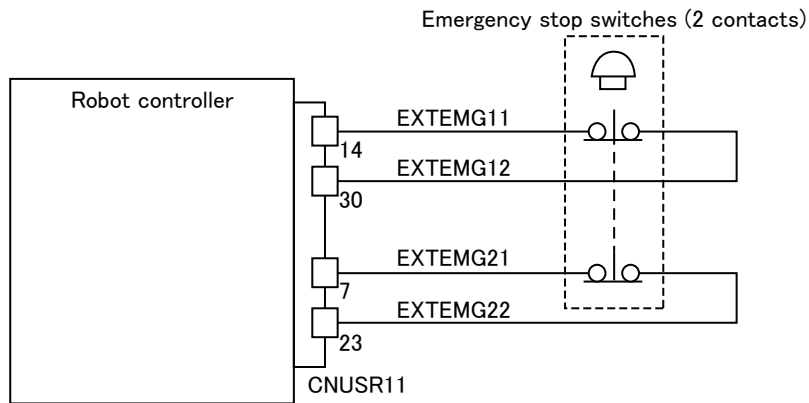 Emergency stop switches (2 contacts)
Robot controller
EXTEMG11
14
EXTEMG12
30
EXTEMG21
7
EXTEMG22
23
CNUSR11